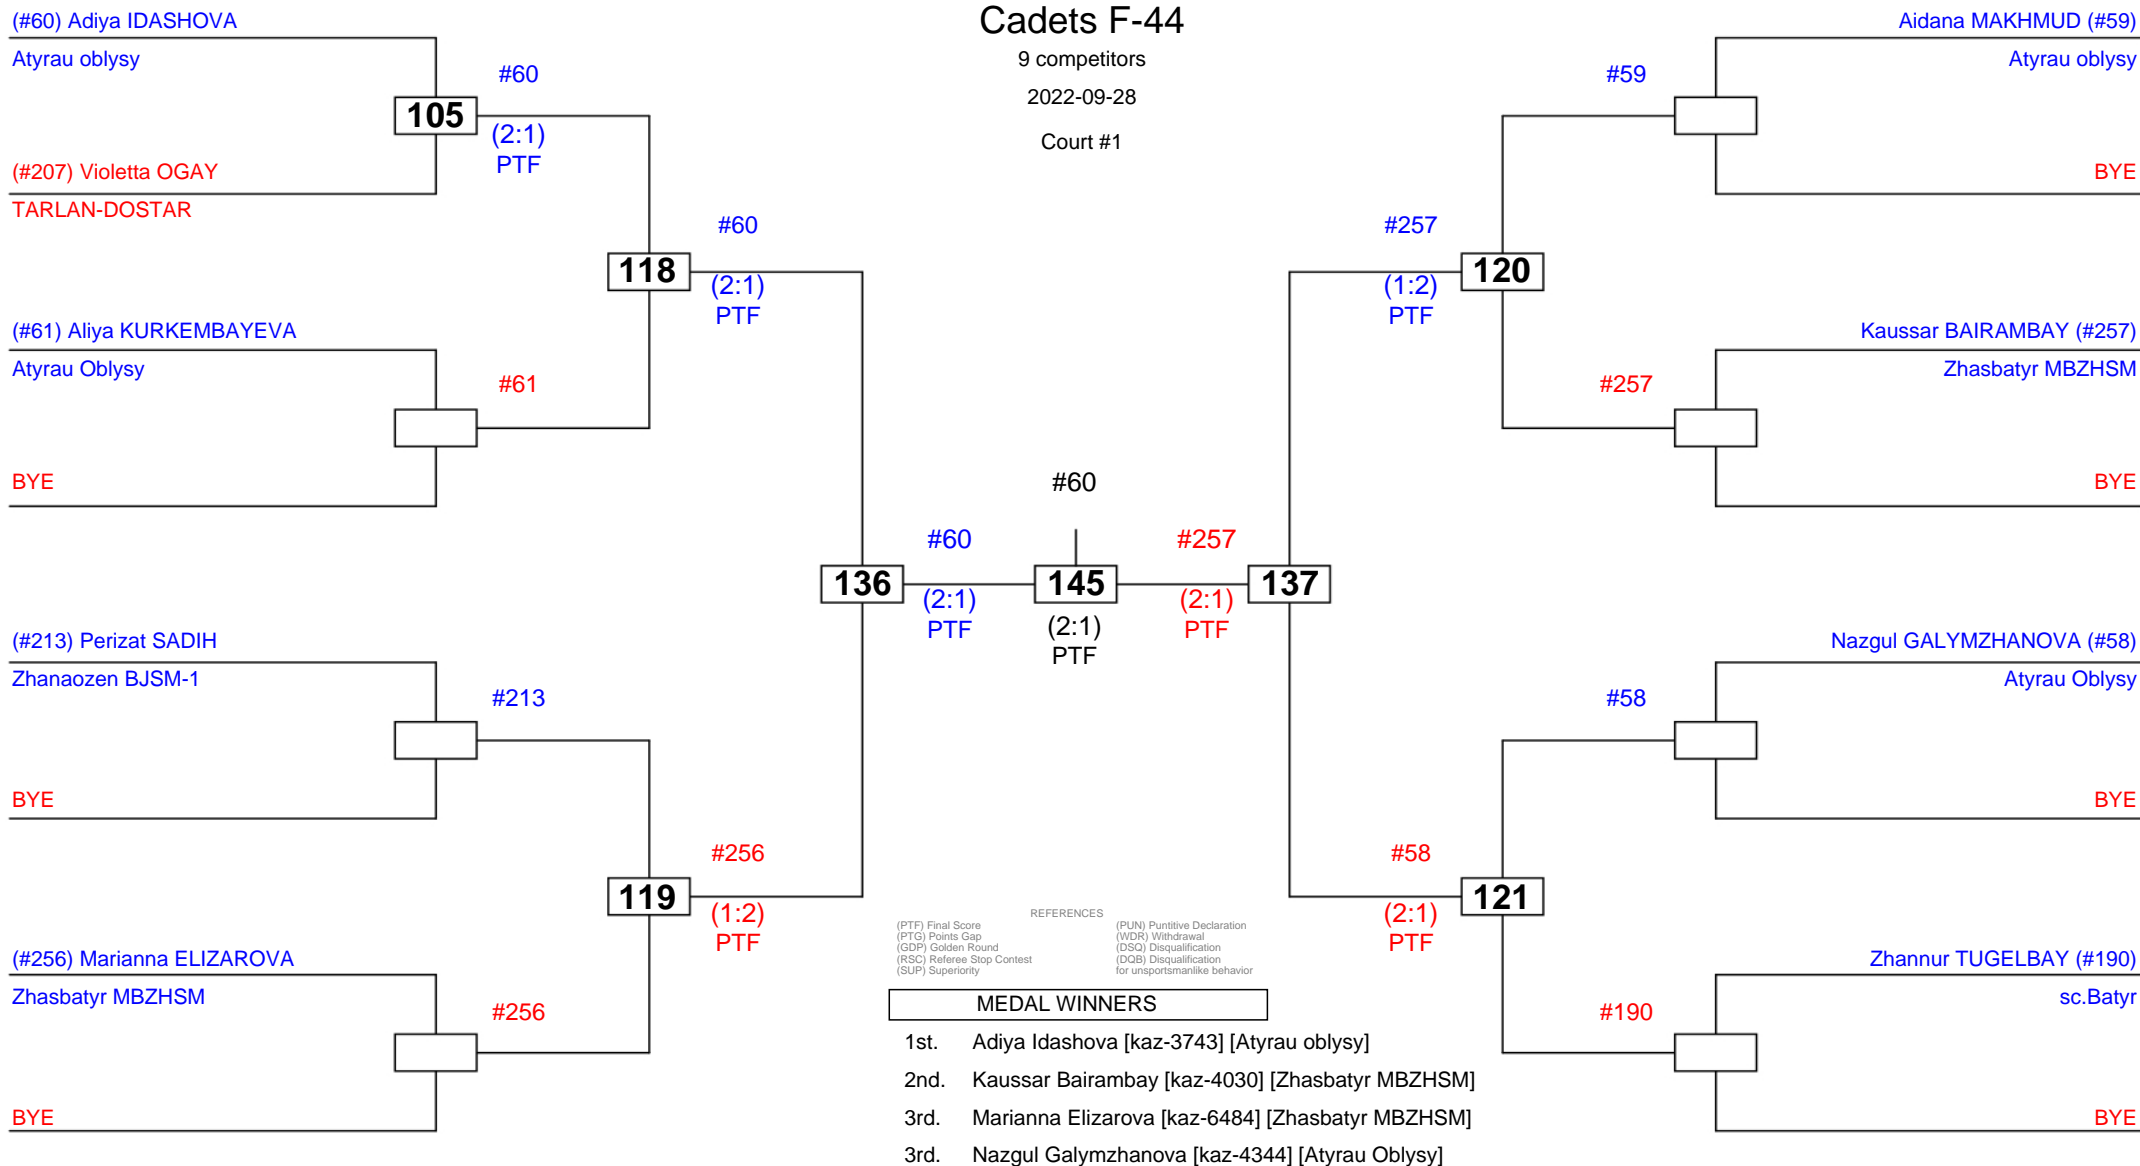 Cadets F-44
9 competitors
2022-09-28
Court #1
(#60) Adiya IDASHOVA
Atyrau oblysy
#60
105
(2:1)
PTF
(#207) Violetta OGAY
TARLAN-DOSTAR
#60
118
(2:1)
PTF
(#61) Aliya KURKEMBAYEVA
Atyrau Oblysy
#61
BYE
#60
136
(2:1)
PTF
(#213) Perizat SADIH
Zhanaozen BJSM-1
#213
BYE
#256
119
(1:2)
PTF
(#256) Marianna ELIZAROVA
Zhasbatyr MBZHSM
#256
BYE
#60
145
(2:1)
PTF
Aidana MAKHMUD (#59)
Atyrau oblysy
#59
BYE
#257
120
(1:2)
PTF
Kaussar BAIRAMBAY (#257)
Zhasbatyr MBZHSM
#257
BYE
#257
137
(2:1)
PTF
Nazgul GALYMZHANOVA (#58)
Atyrau Oblysy
#58
BYE
#58
121
(2:1)
PTF
Zhannur TUGELBAY (#190)
sc.Batyr
#190
BYE
REFERENCES
(PTF) Final Score
(PTG) Points Gap
(GDP) Golden Round
(RSC) Referee Stop Contest
(SUP) Superiority
(PUN) Puntitive Declaration
(WDR) Withdrawal
(DSQ) Disqualification
(DQB) Disqualification
for unsportsmanlike behavior
MEDAL WINNERS
1st. Adiya Idashova [kaz-3743] [Atyrau oblysy]
2nd. Kaussar Bairambay [kaz-4030] [Zhasbatyr MBZHSM]
3rd. Marianna Elizarova [kaz-6484] [Zhasbatyr MBZHSM]
3rd. Nazgul Galymzhanova [kaz-4344] [Atyrau Oblysy]